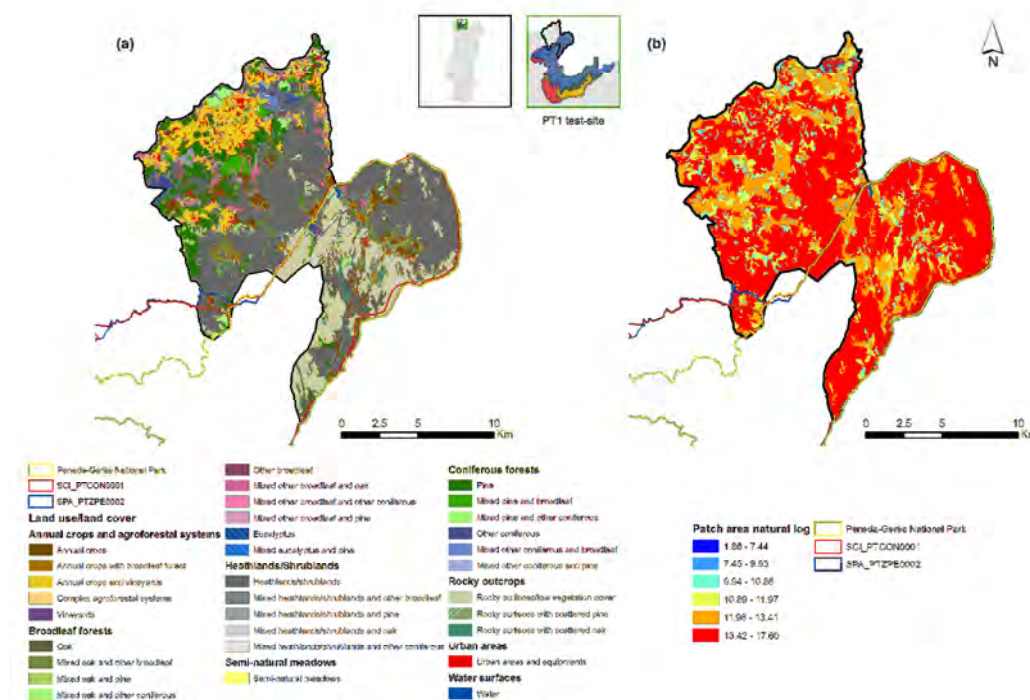 (a)
(b)
N
PT1 test-site
0 2.5 5 10
Km
0 2.5 5 10
Km
Peneda-Gerês National Park
SCI_PTCON0001
SPA_PTZPE0002
Land use/land cover
Annual crops and agroforestal systems
Annual crops
Annual crops with broadleaf forest
Annual crops and vineyards
Complex agroforestal systems
Vineyards
Broadleaf forests
Oak
Mixed oak and other broadleaf
Mixed oak and pine
Mixed oak and other coniferous
Other broadleaf
Mixed other broadleaf and oak
Mixed other broadleaf and other coniferous
Mixed other broadleaf and pine
Eucalyptus
Mixed eucalyptus and pine
Heathlands/Shrublands
Heathlands/shrublands
Mixed heathlands/shrublands and other broadleaf
Mixed heathlands/shrublands and pine
Mixed heathlands/shrublands and oak
Mixed heathlands/shrublands and other coniferous
Semi-natural meadows
Semi-natural meadows
Coniferous forests
Pine
Mixed pine and broadleaf
Mixed pine and other coniferous
Other coniferous
Mixed other coniferous and broadleaf
Mixed other coniferous and pine
Rocky outcrops
Rocky surfaces/low vegetation cover
Rocky surfaces with scattered pine
Rocky surfaces with scattered oak
Urban areas
Urban areas and equipments
Water surfaces
Water
Patch area natural log
1.86 - 7.44
7.45 - 9.93
9.94 - 10.88
10.89 - 11.97
11.98 - 13.41
13.42 - 17.60
Peneda-Gerês National Park
SCI_PTCON0001
SPA_PTZPE0002